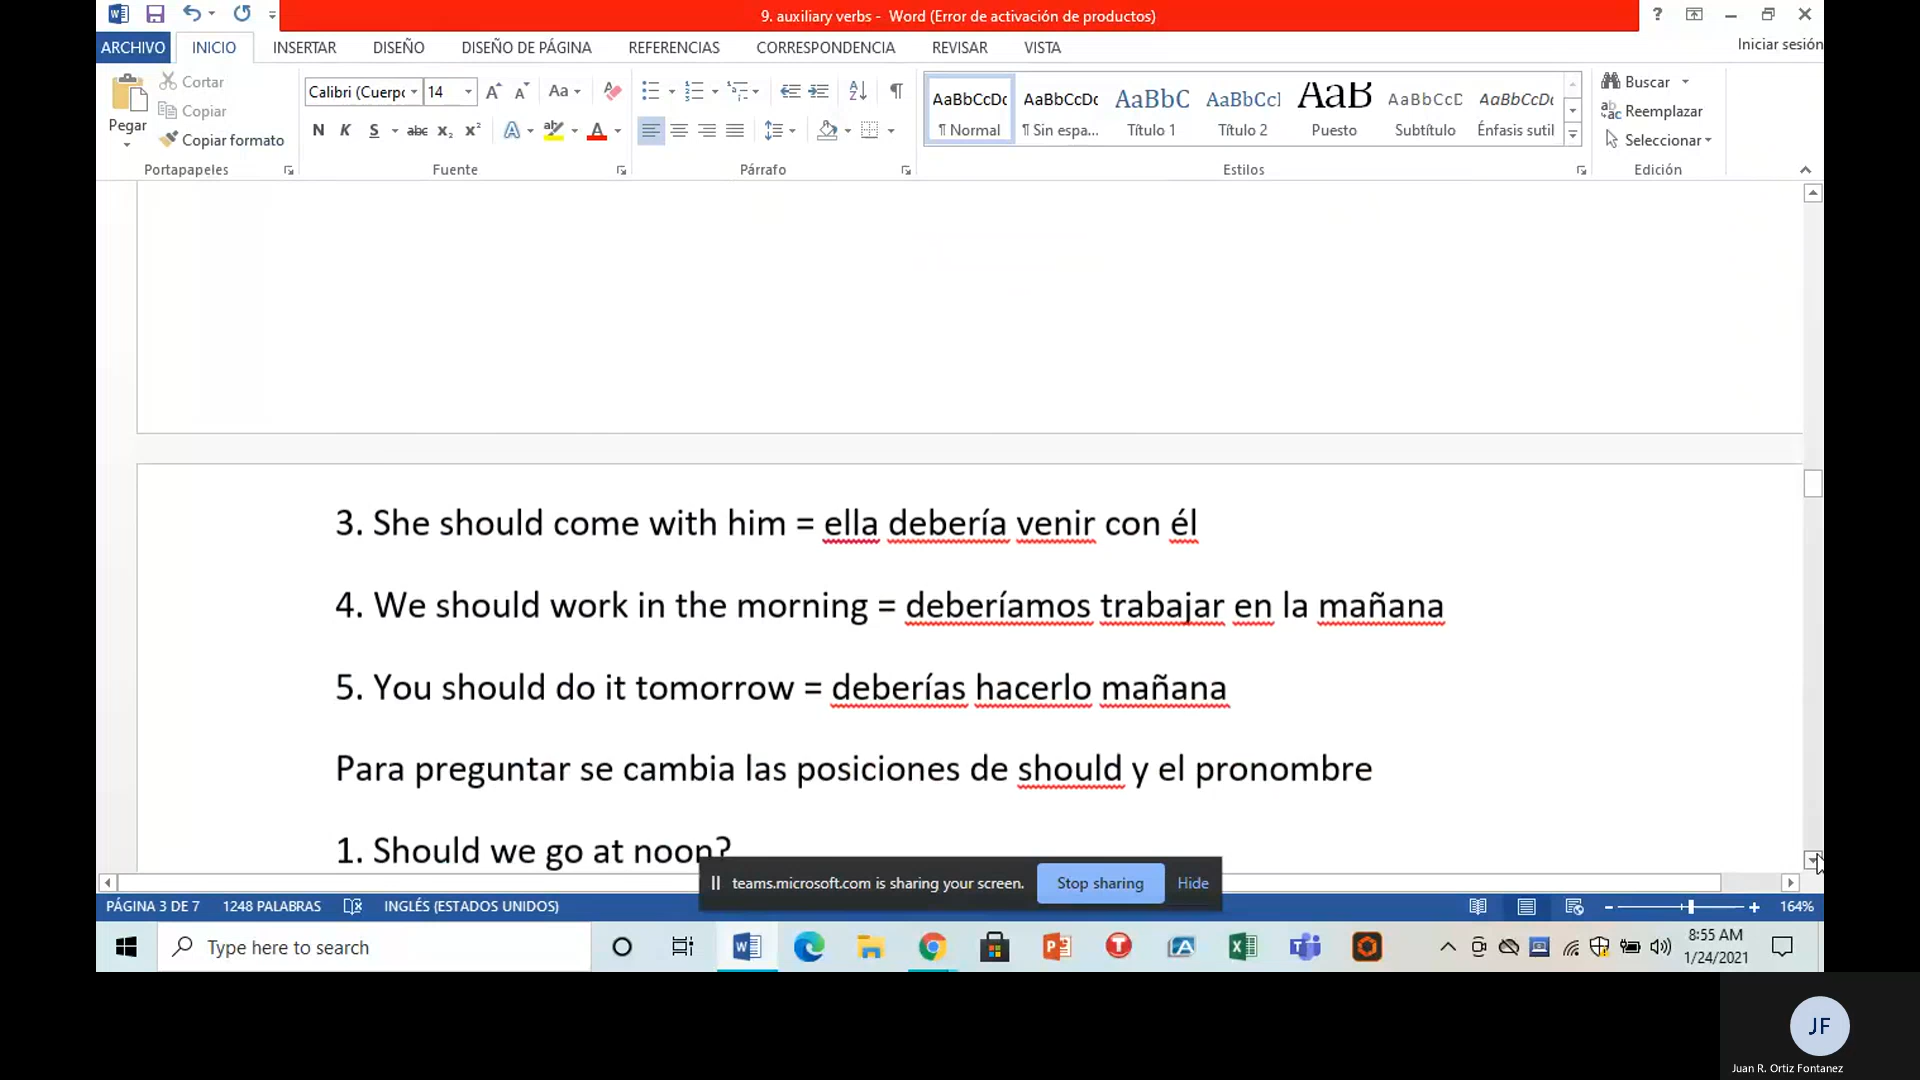 9. auxiliary verbs - Word (Error de activación de productos)
?
ARCHIVO INICIO INSERTAR DISEÑO DISEÑO DE PÁGINA REFERENCIAS CORRESPONDENCIA REVISAR VISTA Iniciar sesión
Pegar
Cortar
Copiar
Copiar formato
Portapapeles
Calibri (Cuerpo 14
N K S abc x₂ x²
Fuente
Párrafo
AaBbCcDc AaBbCcDc AaBbC AaBbCcI AaB AaBbCcD AaBbCcDc
¶ Normal ¶ Sin espa... Título 1 Título 2 Puesto Subtítulo Énfasis sutil
Estilos
Buscar
Reemplazar
Seleccionar
Edición
3. She should come with him = ella debería venir con él
4. We should work in the morning = deberíamos trabajar en la mañana
5. You should do it tomorrow = deberías hacerlo mañana
Para preguntar se cambia las posiciones de should y el pronombre
1. Should we go at noon?
teams.microsoft.com is sharing your screen. Stop sharing Hide
PÁGINA 3 DE 7 1248 PALABRAS INGLÉS (ESTADOS UNIDOS) 164%
Type here to search
8:55 AM
1/24/2021
JF
Juan R. Ortiz Fontanez